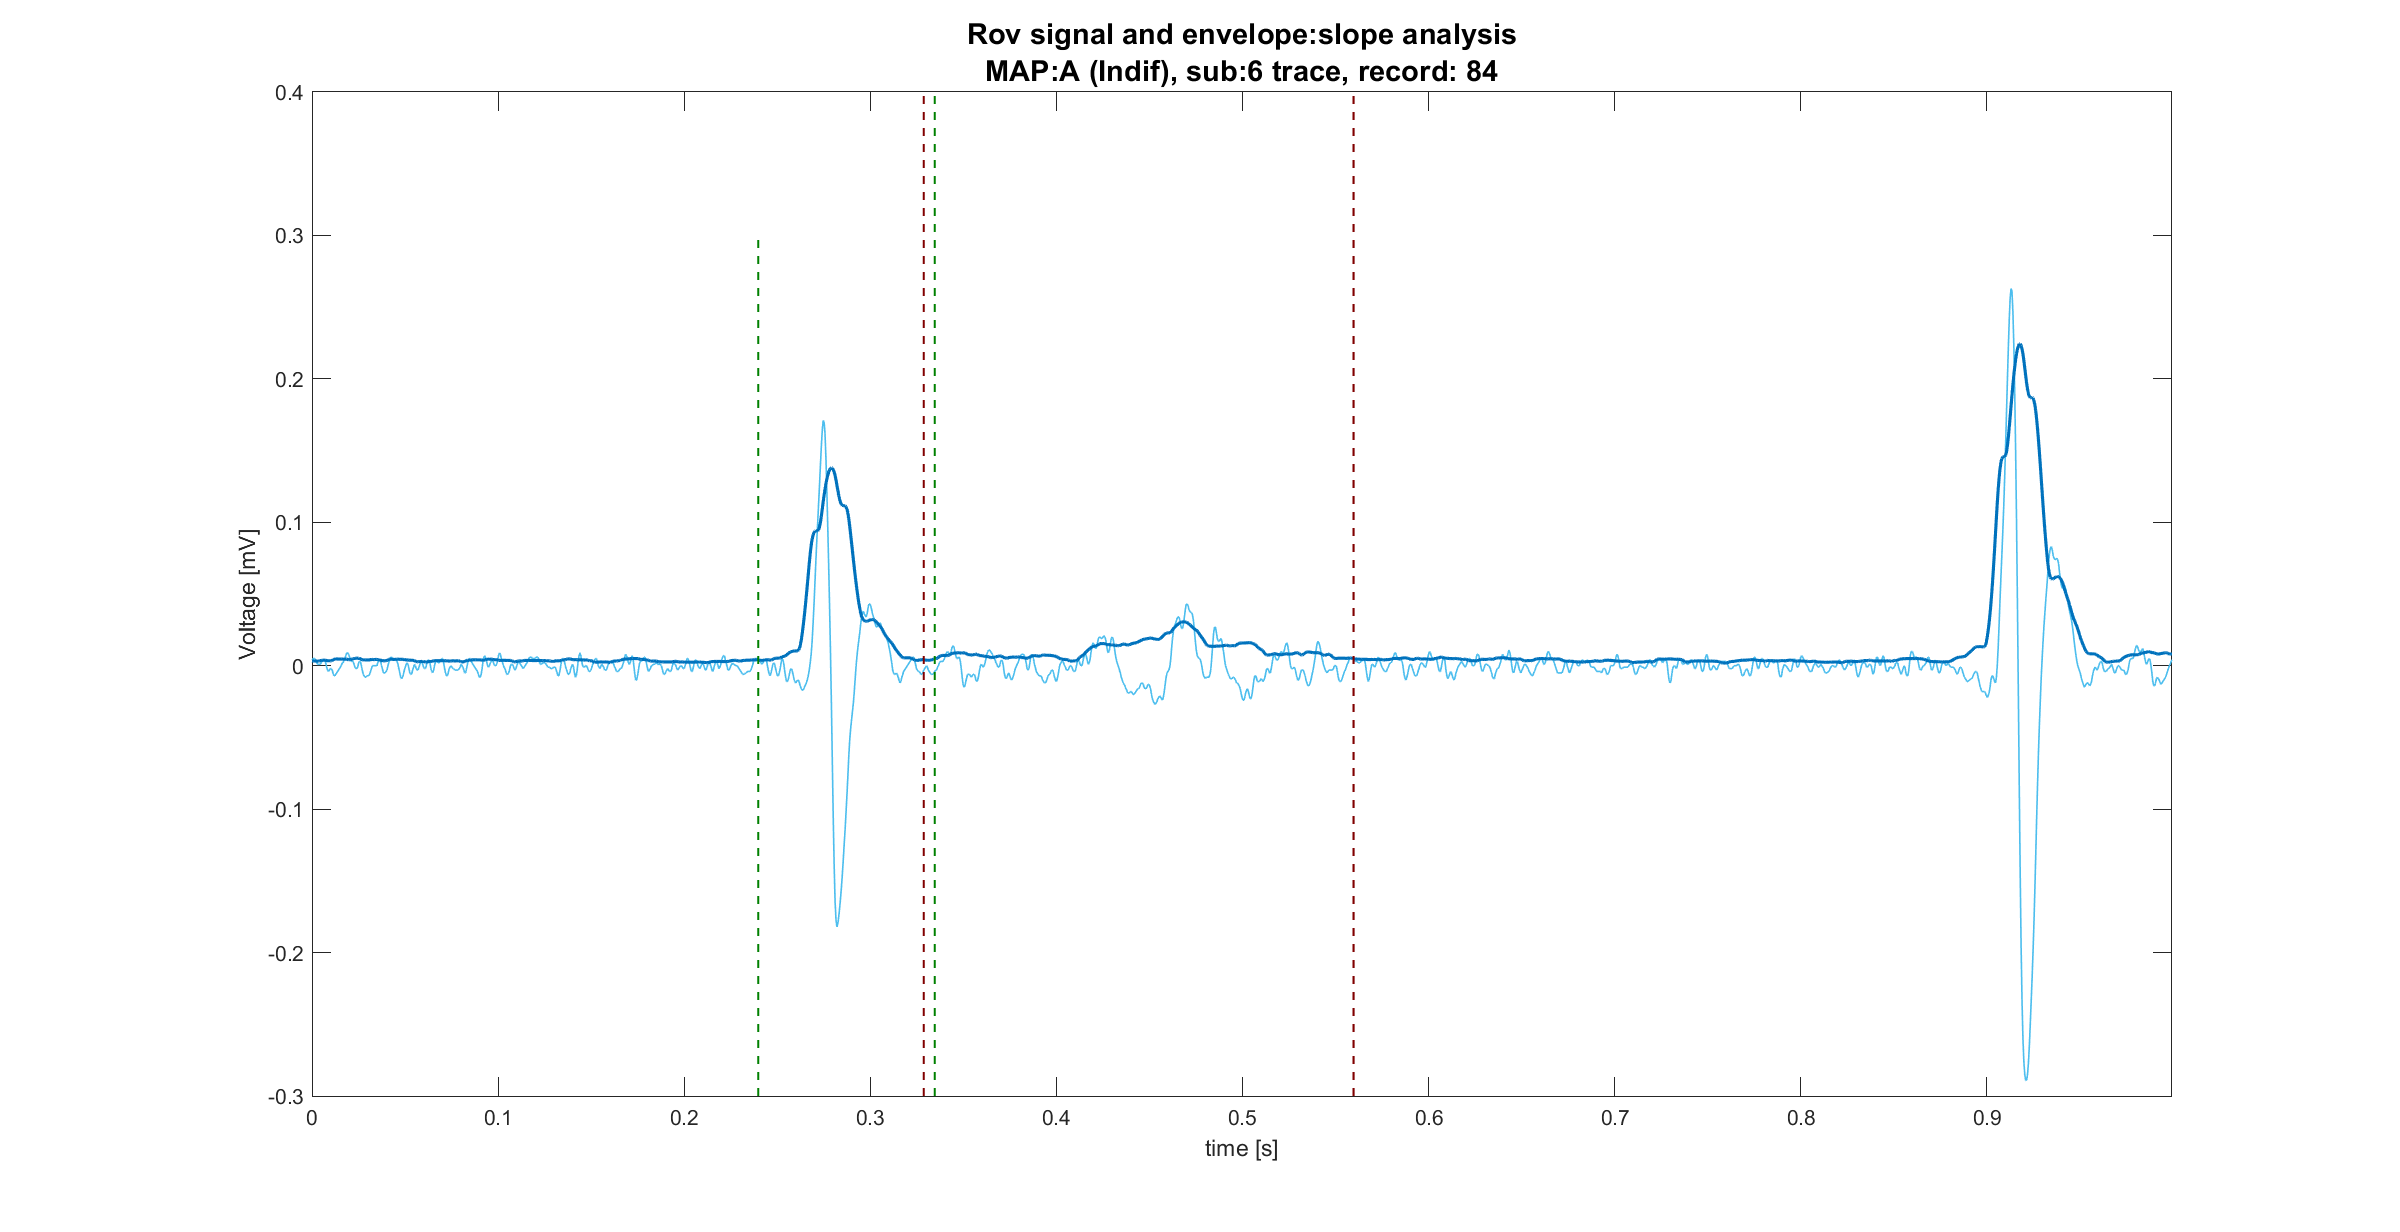 Rov signal and envelope:slope analysis
MAP:A (Indif), sub:6 trace, record: 84
0.4
0.3
0.2
0.1
0
-0.1
-0.2
-0.3
Voltage [mV]
0 0.1 0.2 0.3 0.4 0.5 0.6 0.7 0.8 0.9
time [s]